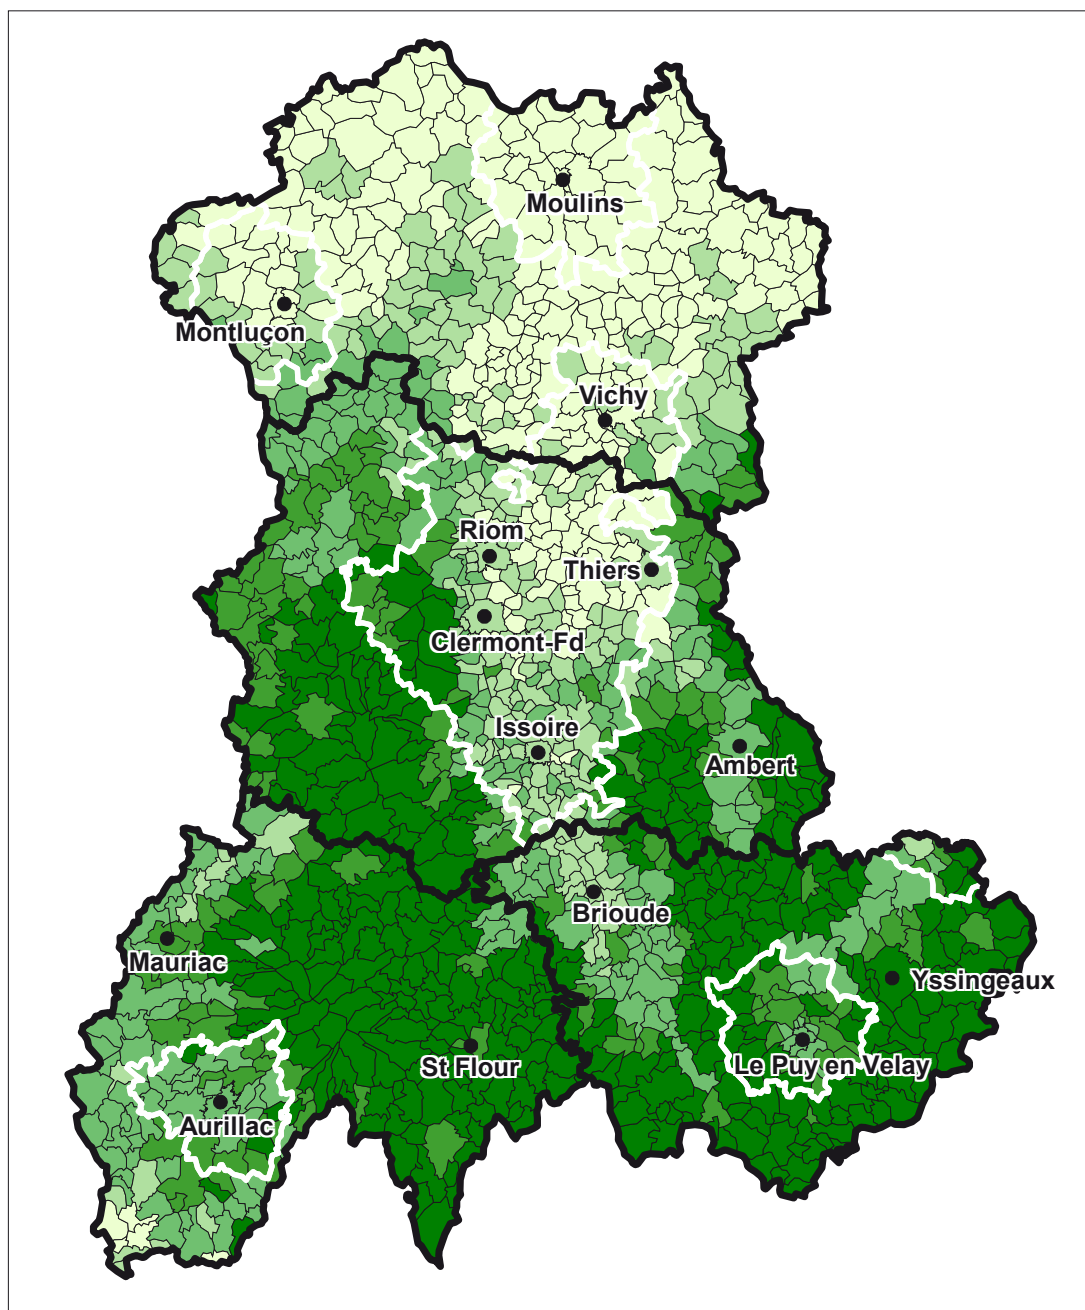 Moulins
Montluçon
Vichy
Riom
Thiers
Clermont-Fd
Issoire
Ambert
Brioude
Mauriac
Yssingeaux
St Flour
Le Puy en Velay
Aurillac